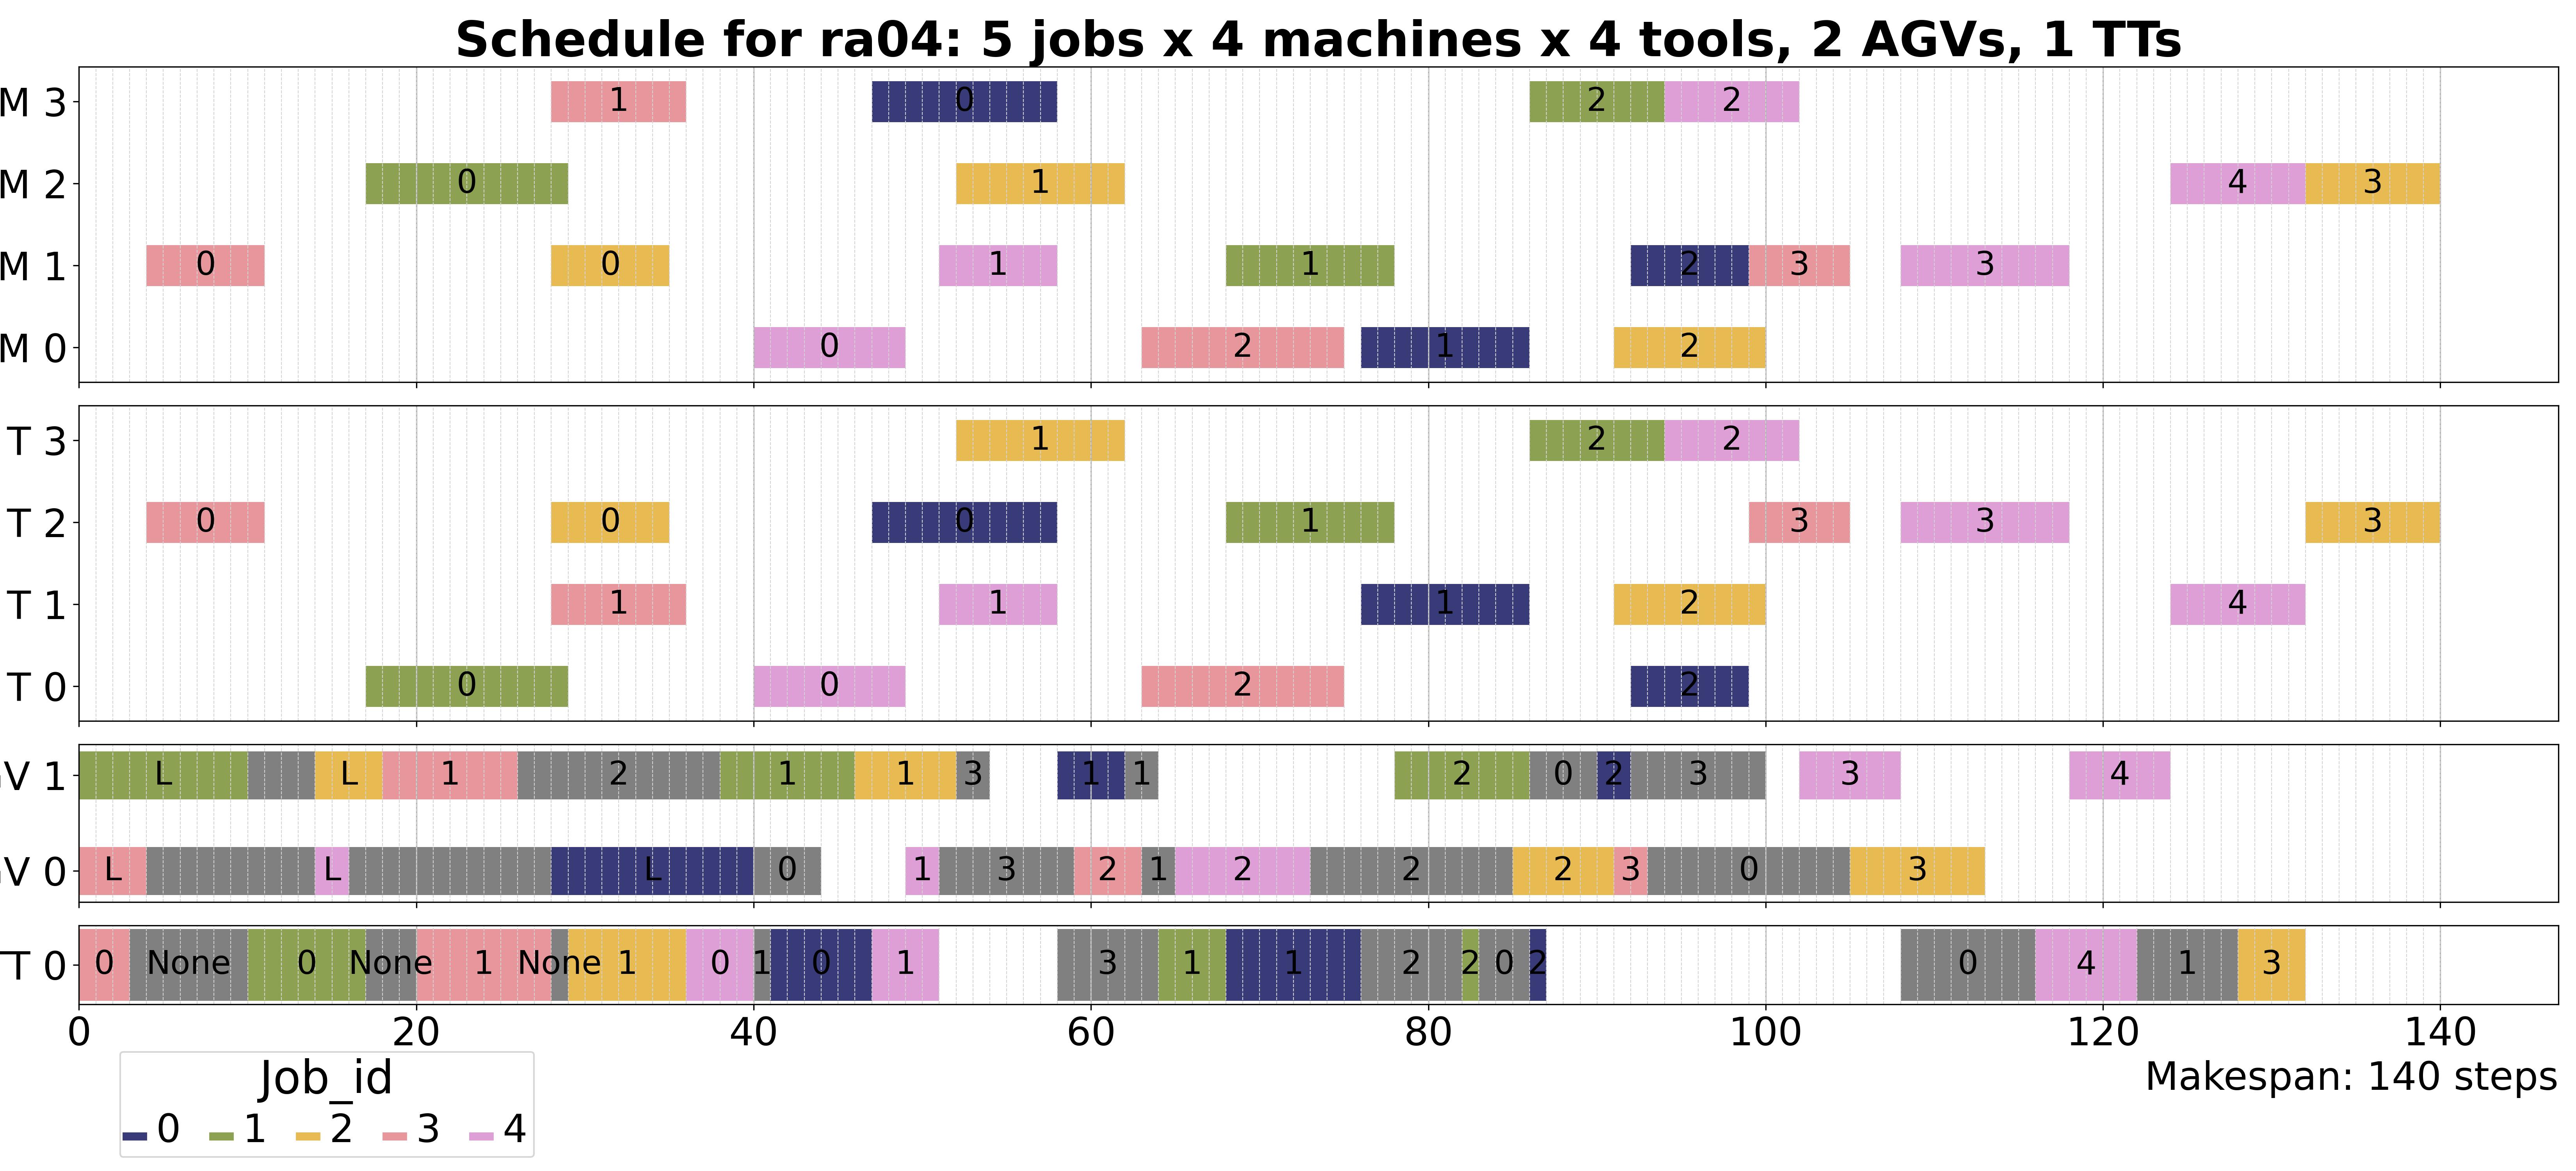 Schedule for ra04: 5 jobs x 4 machines x 4 tools, 2 AGVs, 1 TTs
M 3 1 0 2 2
M 2 0 1 4 3
M 1 0 0 1 1 2 3 3
M 0 0 2 1 2
T 3 1 2 2
T 2 0 0 0 1 3 3 3
T 1 1 1 1 2 4
T 0 0 0 2 2
GV 1 L L 1 2 1 1 3 1 1 2 0 2 3 3 4
GV 0 L L L 0 1 3 2 1 2 2 2 3 0 3
T 0 0 None 0 None 1 None 1 0 1 0 1 3 1 1 2 2 0 2 0 4 1 3
0 20 40 60 80 100 120 140
Makespan: 140 steps
Job_id
0 1 2 3 4